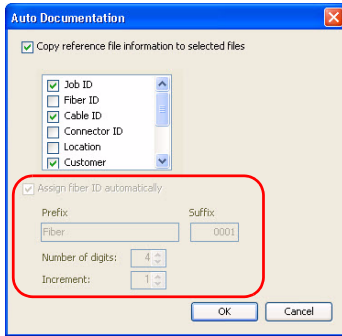 Auto Documentation
Copy reference file information to selected files
Job ID
Fiber ID
Cable ID
Connector ID
Location
Customer
Assign fiber ID automatically
Prefix Suffix
Fiber 0001
Number of digits: 4
Increment: 1
OK Cancel